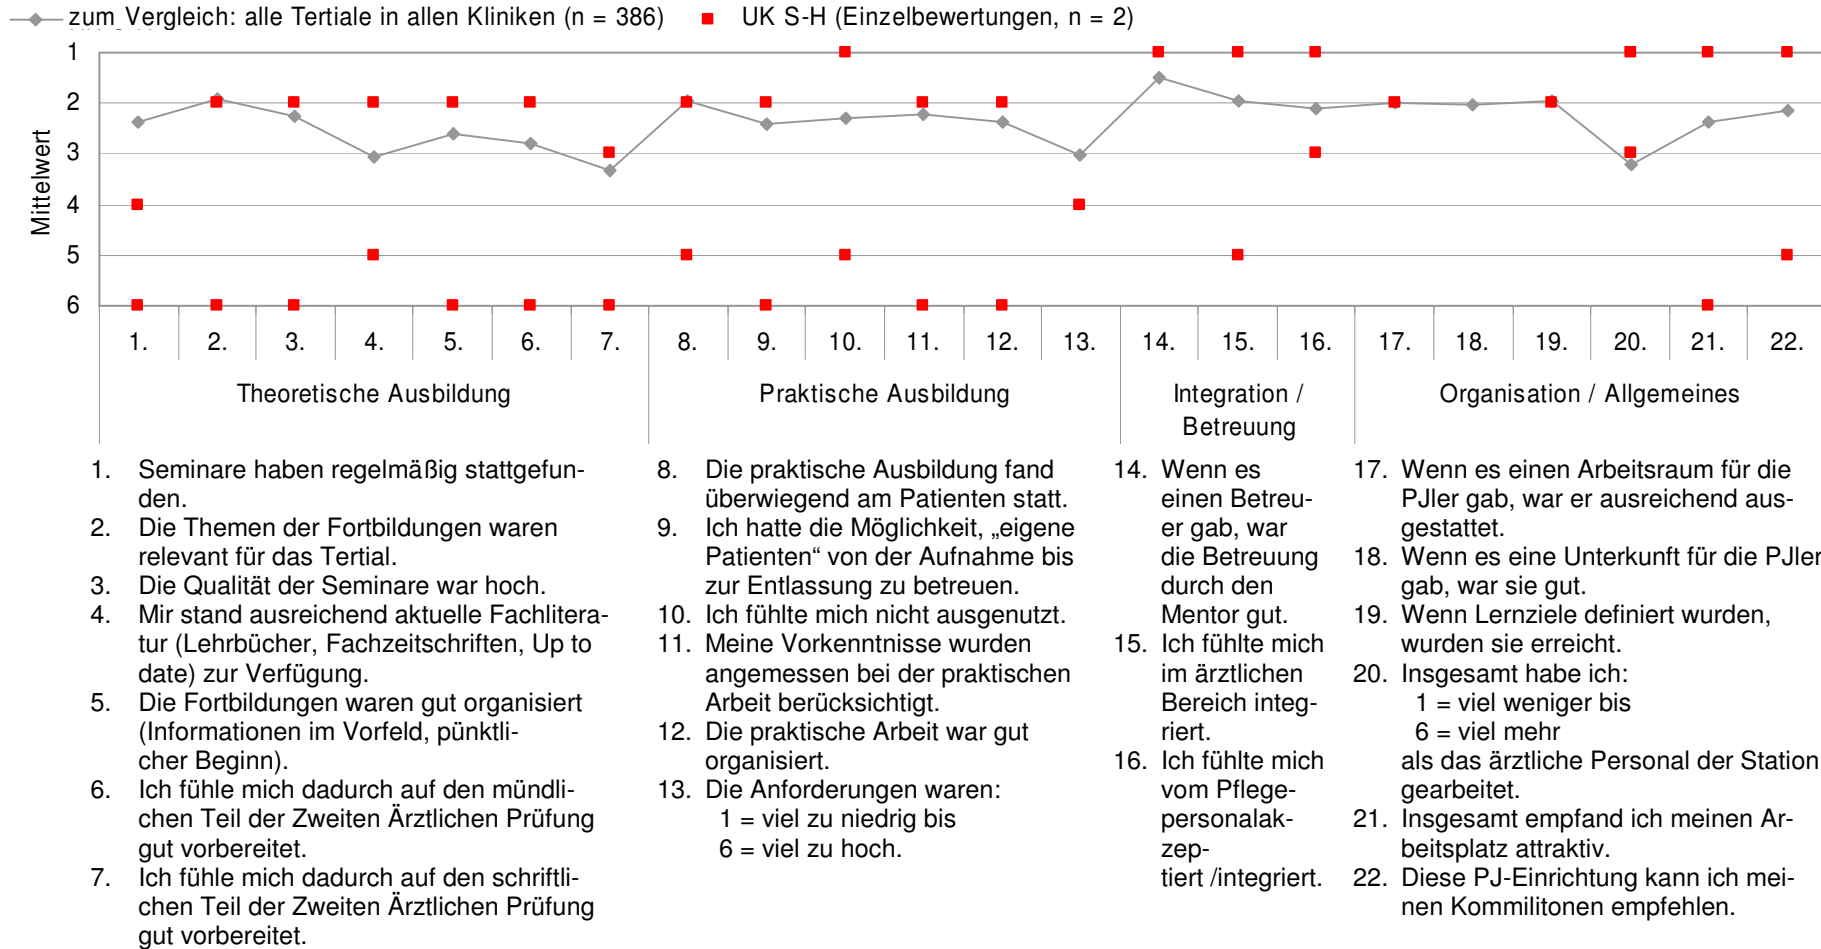 zum Vergleich: alle Tertiale in allen Kliniken (n = 386)
UK S-H (Einzelbewertungen, n = 2)
Mittelwert
1
2
3
4
5
6
1. 2. 3. 4. 5. 6. 7. 8. 9. 10. 11. 12. 13. 14. 15. 16. 17. 18. 19. 20. 21. 22.
Theoretische Ausbildung
Praktische Ausbildung
Integration /
Betreuung
Organisation / Allgemeines
1. Seminare haben regelmäßig stattgefun-
den.
2. Die Themen der Fortbildungen waren
relevant für das Tertial.
3. Die Qualität der Seminare war hoch.
4. Mir stand ausreichend aktuelle Fachlitera-
tur (Lehrbücher, Fachzeitschriften, Up to
date) zur Verfügung.
5. Die Fortbildungen waren gut organisiert
(Informationen im Vorfeld, pünktli-
cher Beginn).
6. Ich fühle mich dadurch auf den mündli-
chen Teil der Zweiten Ärztlichen Prüfung
gut vorbereitet.
7. Ich fühle mich dadurch auf den schriftli-
chen Teil der Zweiten Ärztlichen Prüfung
gut vorbereitet.
8. Die praktische Ausbildung fand
überwiegend am Patienten statt.
9. Ich hatte die Möglichkeit, „eigene
Patienten“ von der Aufnahme bis
zur Entlassung zu betreuen.
10. Ich fühlte mich nicht ausgenutzt.
11. Meine Vorkenntnisse wurden
angemessen bei der praktischen
Arbeit berücksichtigt.
12. Die praktische Arbeit war gut
organisiert.
13. Die Anforderungen waren:
1 = viel zu niedrig bis
6 = viel zu hoch.
14. Wenn es
einen Betreu-
er gab, war
die Betreuung
durch den
Mentor gut.
15. Ich fühlte mich
im ärztlichen
Bereich integ-
riert.
16. Ich fühlte mich
vom Pflege-
personalak-
zep-
tiert /integriert.
17. Wenn es einen Arbeitsraum für die
PJler gab, war er ausreichend aus-
gestattet.
18. Wenn es eine Unterkunft für die PJler
gab, war sie gut.
19. Wenn Lernziele definiert wurden,
wurden sie erreicht.
20. Insgesamt habe ich:
1 = viel weniger bis
6 = viel mehr
als das ärztliche Personal der Station
gearbeitet.
21. Insgesamt empfand ich meinen Ar-
beitsplatz attraktiv.
22. Diese PJ-Einrichtung kann ich mei-
nen Kommilitonen empfehlen.